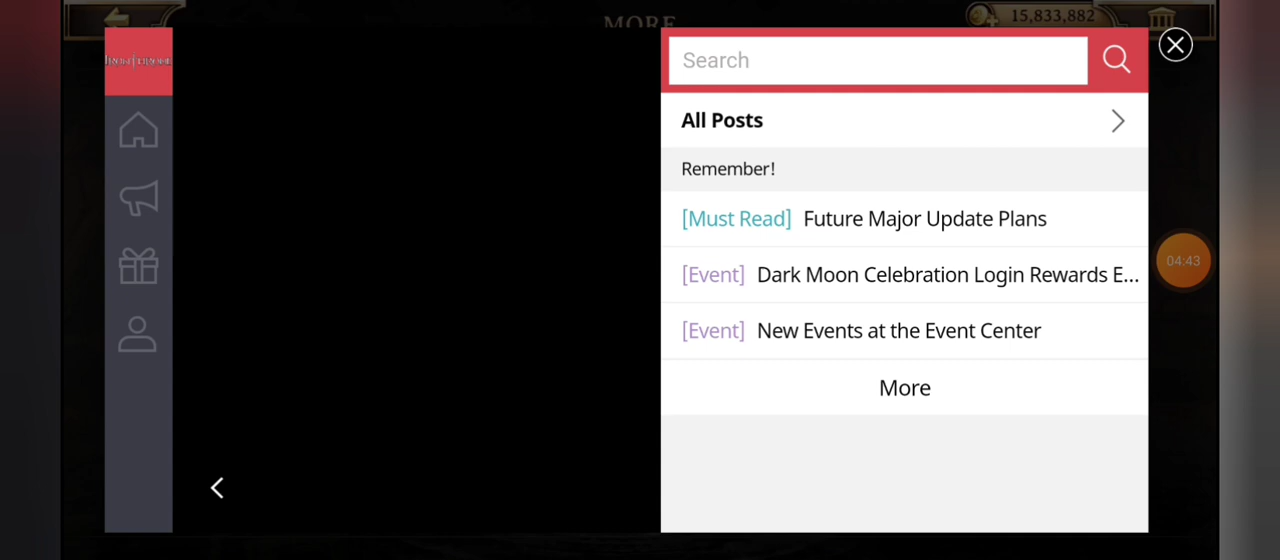 MORE
15,833,882
Search
All Posts
Remember!
[Must Read] Future Major Update Plans
[Event] Dark Moon Celebration Login Rewards E...
[Event] New Events at the Event Center
More
04:43